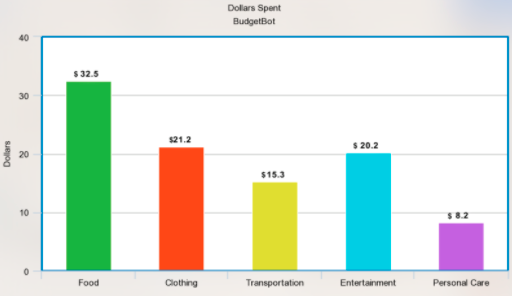 Dollars Spent
BudgetBot
Dollars
40
30
20
10
0
$ 32.5
$21.2
$15.3
$ 20.2
$ 8.2
Food
Clothing
Transportation
Entertainment
Personal Care